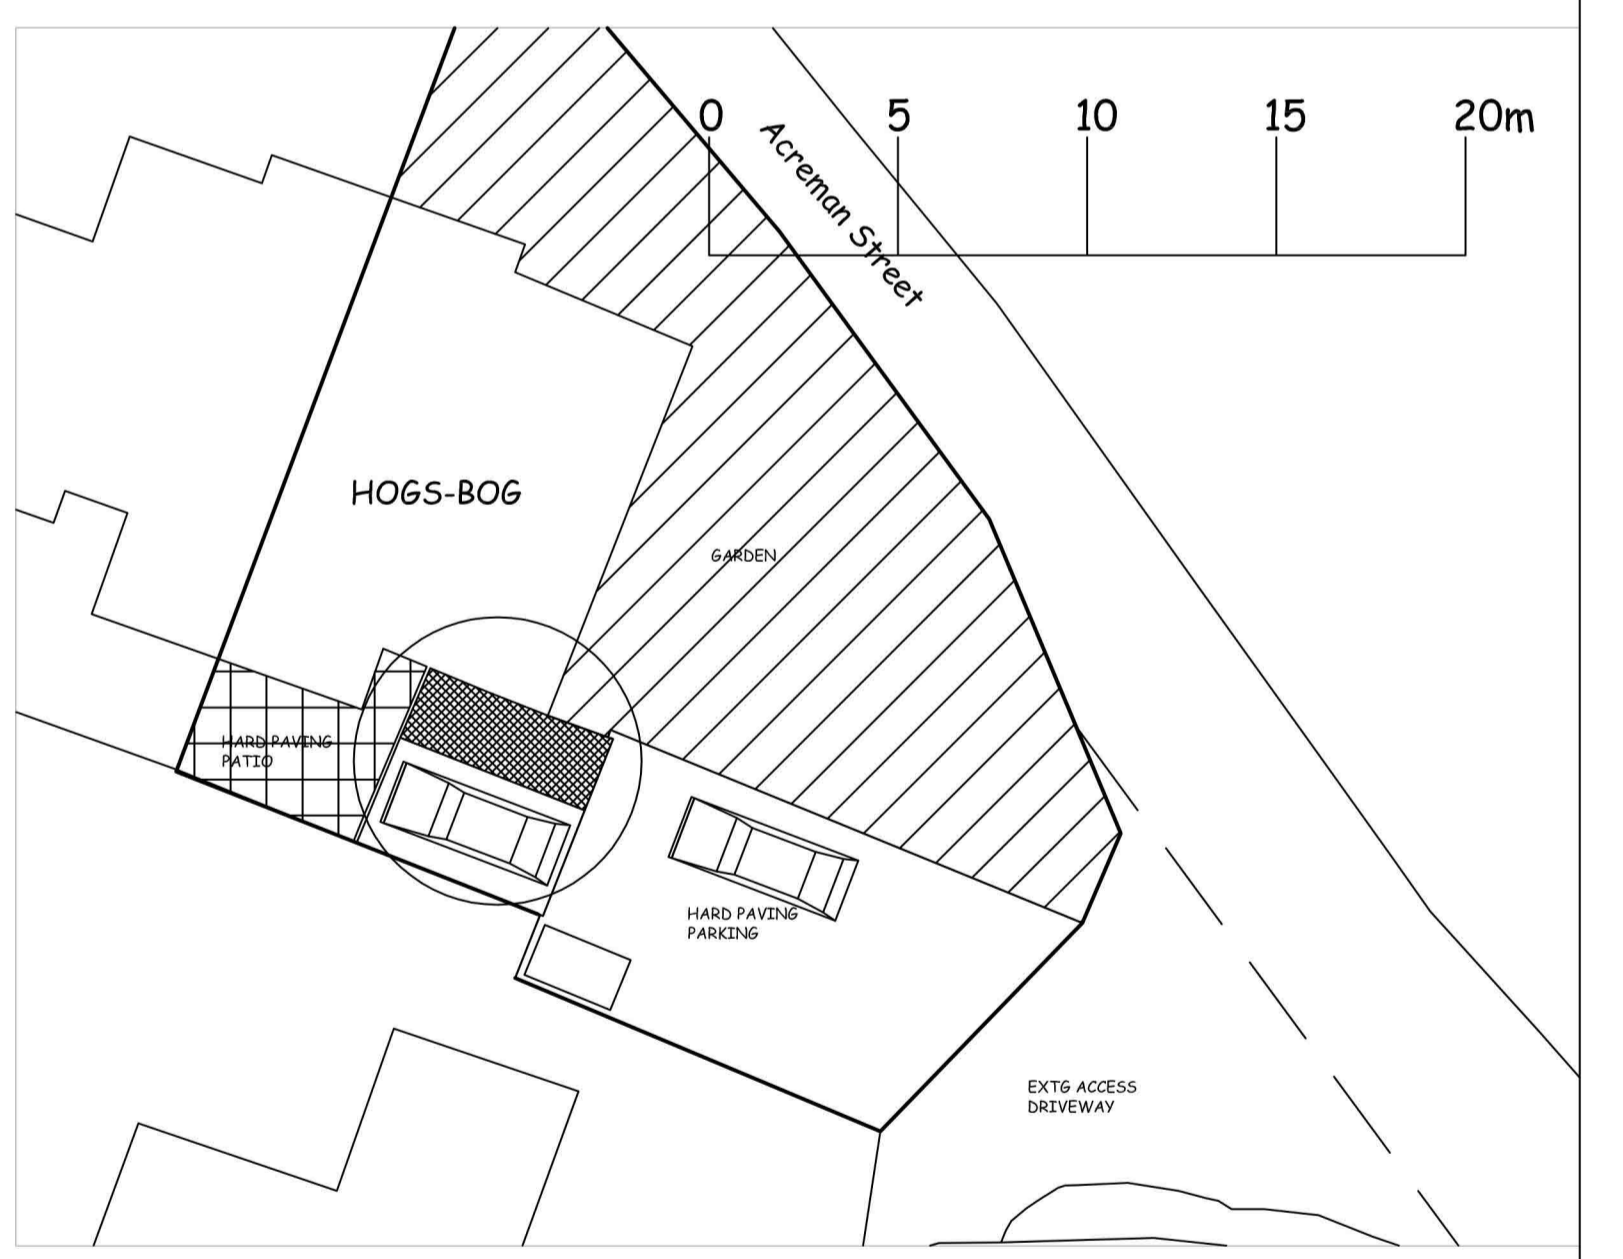 0 5 10 15 20m
Acreman Street
HOGS-BOG
GARDEN
HARD PAVING
PATIO
HARD PAVING
PARKING
EXTG ACCESS
DRIVEWAY